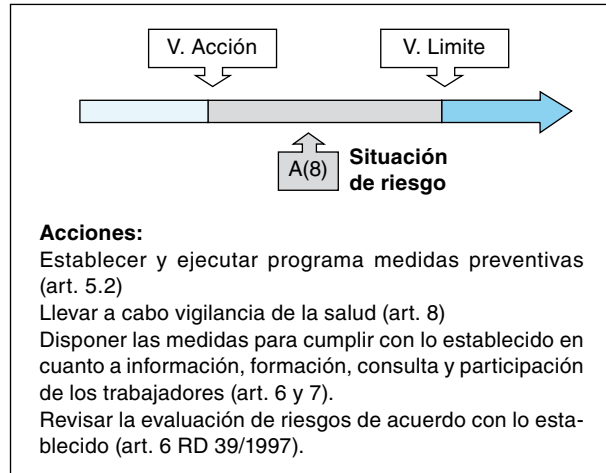 V. Acción
V. Limite
A(8)
Situación
de riesgo
Acciones:
Establecer y ejecutar programa medidas preventivas
(art. 5.2)
Llevar a cabo vigilancia de la salud (art. 8)
Disponer las medidas para cumplir con lo establecido en
cuanto a información, formación, consulta y participación
de los trabajadores (art. 6 y 7).
Revisar la evaluación de riesgos de acuerdo con lo esta-
blecido (art. 6 RD 39/1997).